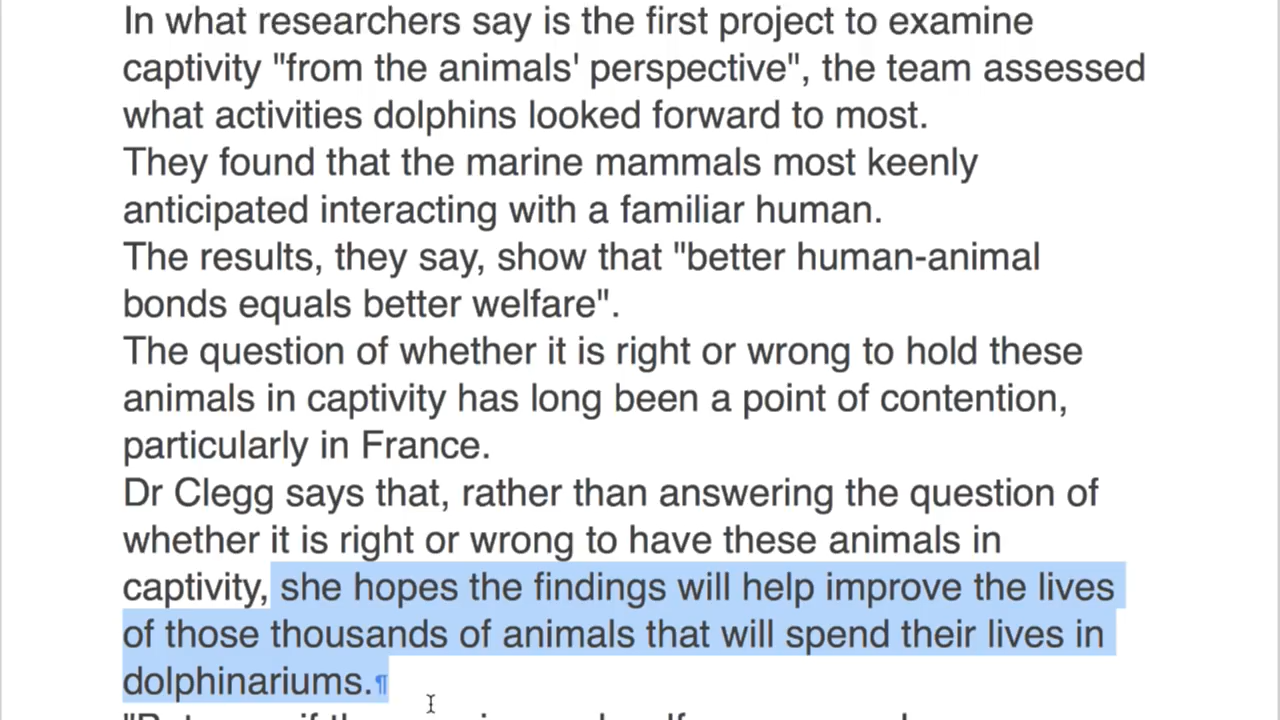 In what researchers say is the first project to examine
captivity "from the animals' perspective", the team assessed
what activities dolphins looked forward to most.
They found that the marine mammals most keenly
anticipated interacting with a familiar human.
The results, they say, show that "better human-animal
bonds equals better welfare".
The question of whether it is right or wrong to hold these
animals in captivity has long been a point of contention,
particularly in France.
Dr Clegg says that, rather than answering the question of
whether it is right or wrong to have these animals in
captivity, she hopes the findings will help improve the lives
of those thousands of animals that will spend their lives in
dolphinariums.¶